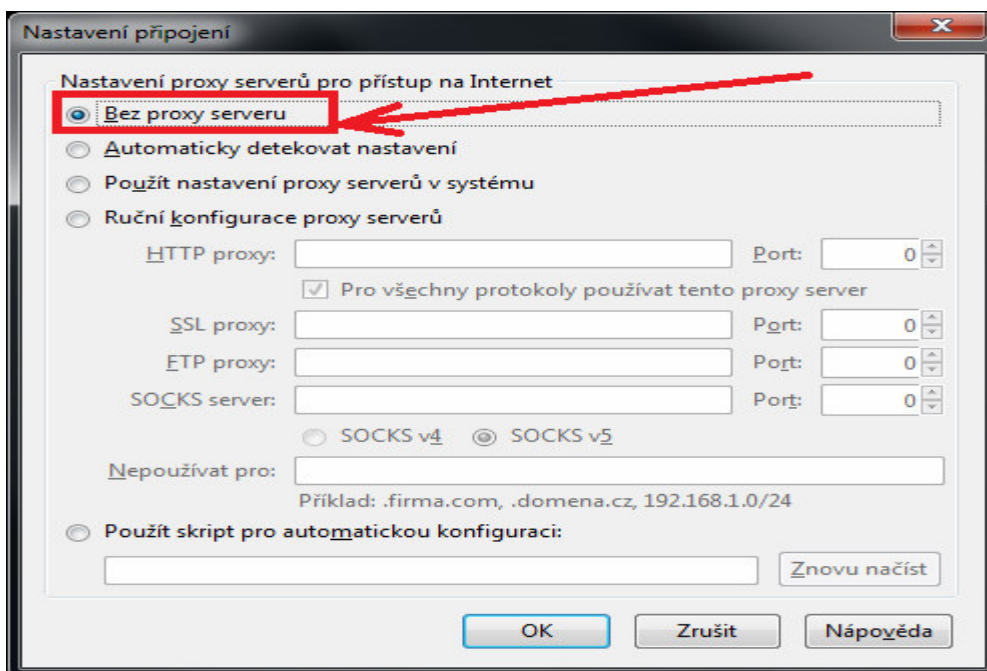 Nastavení připojení
Nastavení proxy serverů pro přístup na Internet
Bez proxy serveru
Automaticky detekovat nastavení
Použít nastavení proxy serverů v systému
Ruční konfigurace proxy serverů
HTTP proxy: Port: 0
Pro všechny protokoly používat tento proxy server
SSL proxy: Port: 0
FTP proxy: Port: 0
SOCKS server: Port: 0
SOCKS v4 SOCKS v5
Nepoužívat pro:
Příklad: .firma.com, .domena.cz, 192.168.1.0/24
Použít skript pro automatickou konfiguraci:
Znovu načíst
OK Zrušit Nápověda